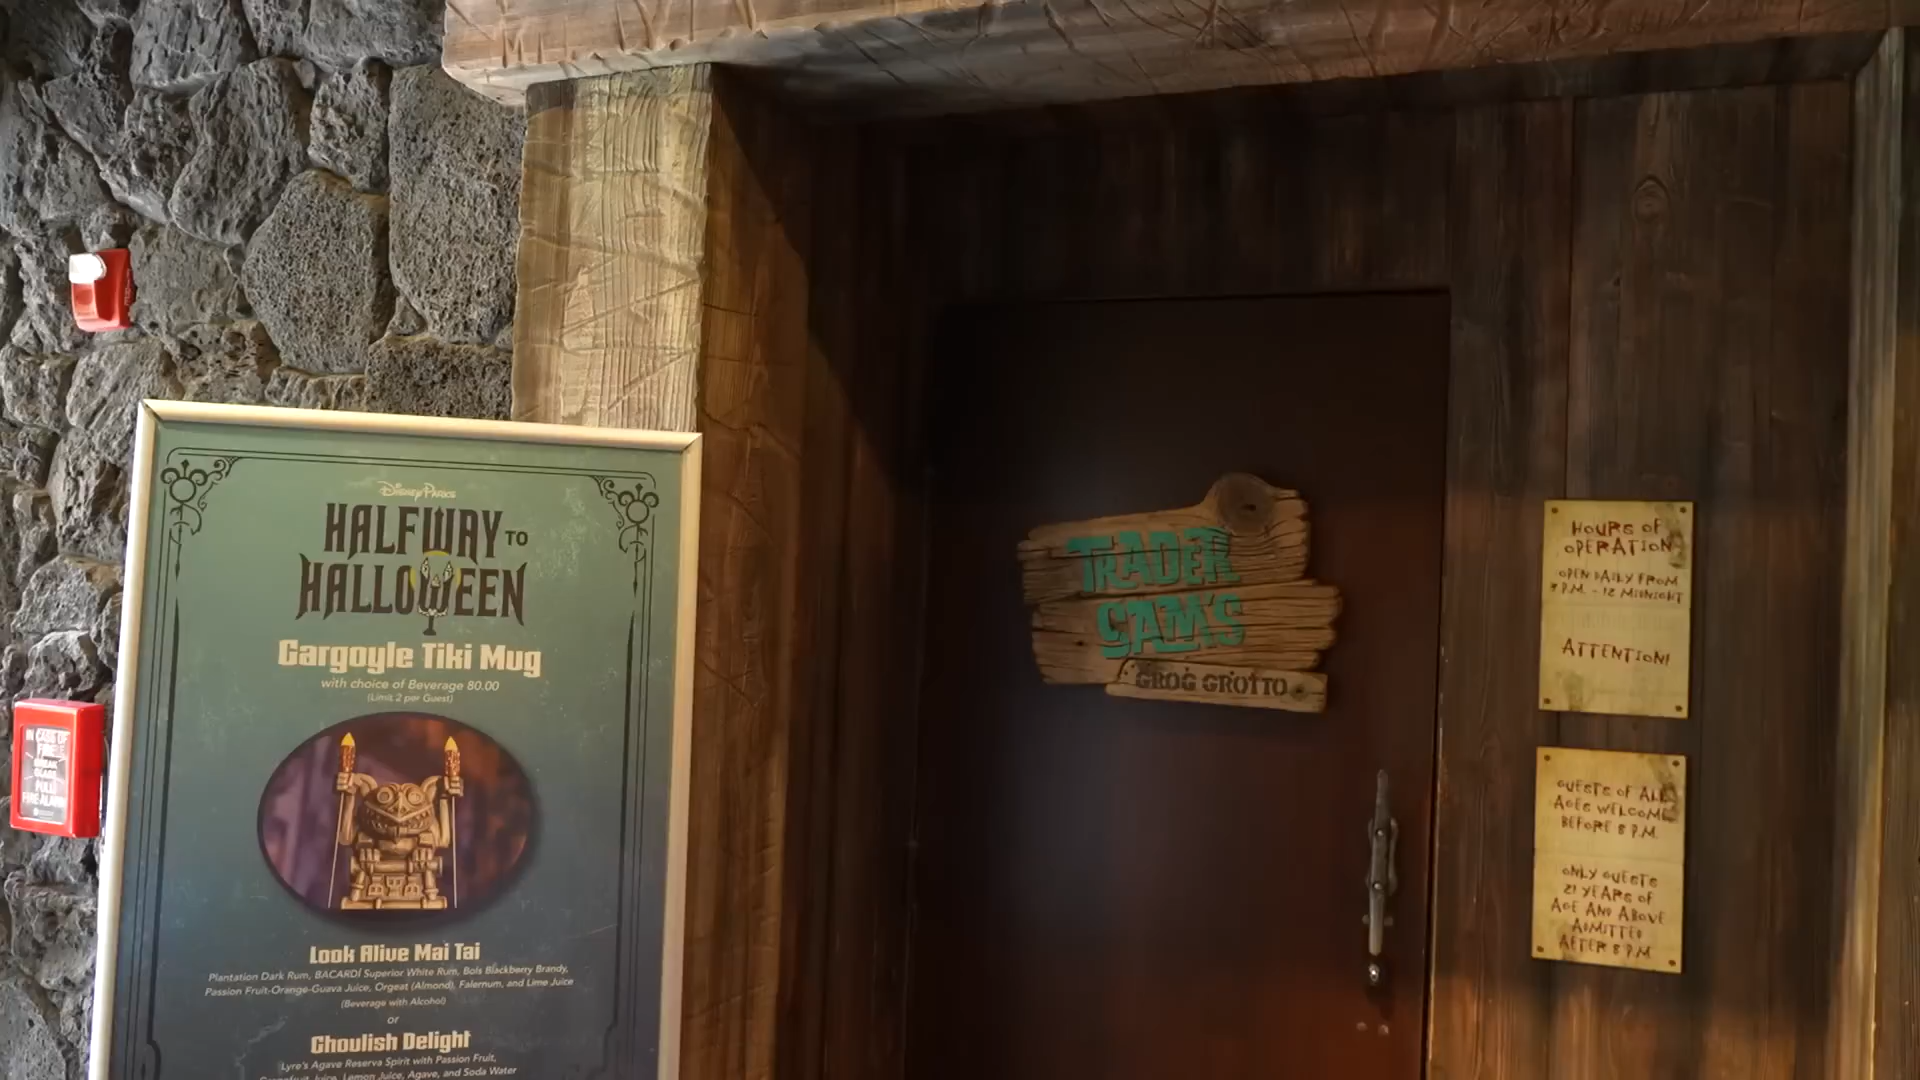 Disney Parks
HALFWAY TO
HALLOWEEN
Gargoyle Tiki Mug
with choice of Beverage 80.00
(Limit 2 per Guest)
Look Alive Mai Tai
Plantation Dark Rum, BACARDÍ Superior White Rum, Bols Blackberry Brandy,
Passion Fruit-Orange-Guava Juice, Orgeat (Almond), Falernum, and Lime Juice
(Beverage with Alcohol)
or
Ghoulish Delight
Lyre's Agave Reserva Spirit with Passion Fruit,
Grapefruit Juice, Lemon Juice, Agave, and Soda Water
IN CASE OF
FIRE
BREAK
GLASS
PULL
FIRE ALARM
TRADER
SAM'S
GROG GROTTO
HOURS OF
OPERATION
OPEN DAILY FROM
P.M. - 12 MIDNIGHT
ATTENTION!
GUESTS OF ALL
AGES WELCOME
BEFORE 8 P.M.
ONLY GUESTS
21 YEARS OF
AGE AND ABOVE
ADMITTED
AFTER 8 P.M.